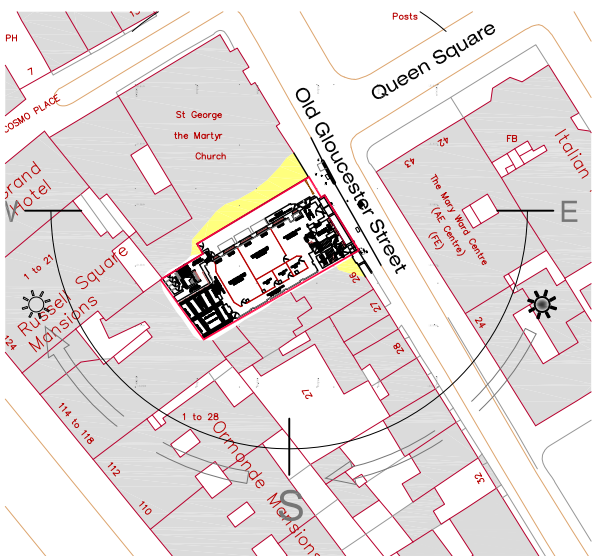 Posts
PH
13
7
COSMO PLACE
Queen Square
St George
the Martyr
Church
Old Gloucester Street
FB
42
43
Italian
Grand
Hotel
The Mary Ward Centre
(AE Centre)
(FE)
E
1 to 21
Russell Square
Mansions
26
27
24
28
124
27
114 to 118
1 to 28
Ormonde Mansions
112
110
S
32